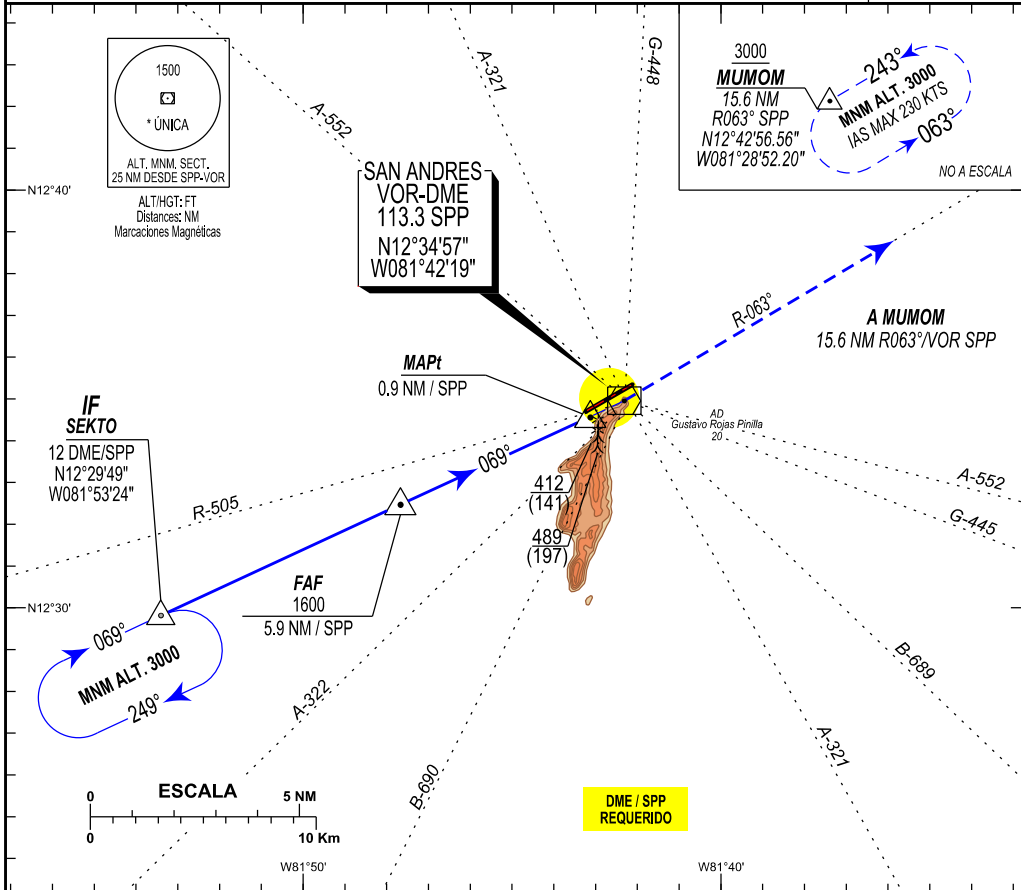 1500
* ÚNICA
ALT. MNM. SECT.
25 NM DESDE SPP-VOR
ALT/HGT: FT
Distances: NM
Marcaciones Magnéticas
A-552
A-321
G-448
3000
MUMOM
15.6 NM
R063° SPP
N12°42'56.56"
W081°28'52.20"
243°
MNM ALT. 3000
IAS MAX 230 KTS
063°
NO A ESCALA
N12°40'
SAN ANDRES
VOR-DME
113.3 SPP
N12°34'57"
W081°42'19"
R-063°
A MUMOM
15.6 NM R063°/VOR SPP
MAPt
0.9 NM / SPP
IF
SEKTO
12 DME/SPP
N12°29'49"
W081°53'24"
AD
Gustavo Rojas Pinilla
20
069°
R-505
412
(141)
489
(197)
A-552
G-445
FAF
1600
5.9 NM / SPP
N12°30'
069°
MNM ALT. 3000
249°
A-322
B-690
B-689
A-321
ESCALA
0
5 NM
0
10 Km
DME / SPP
REQUERIDO
W81°50'
W81°40'